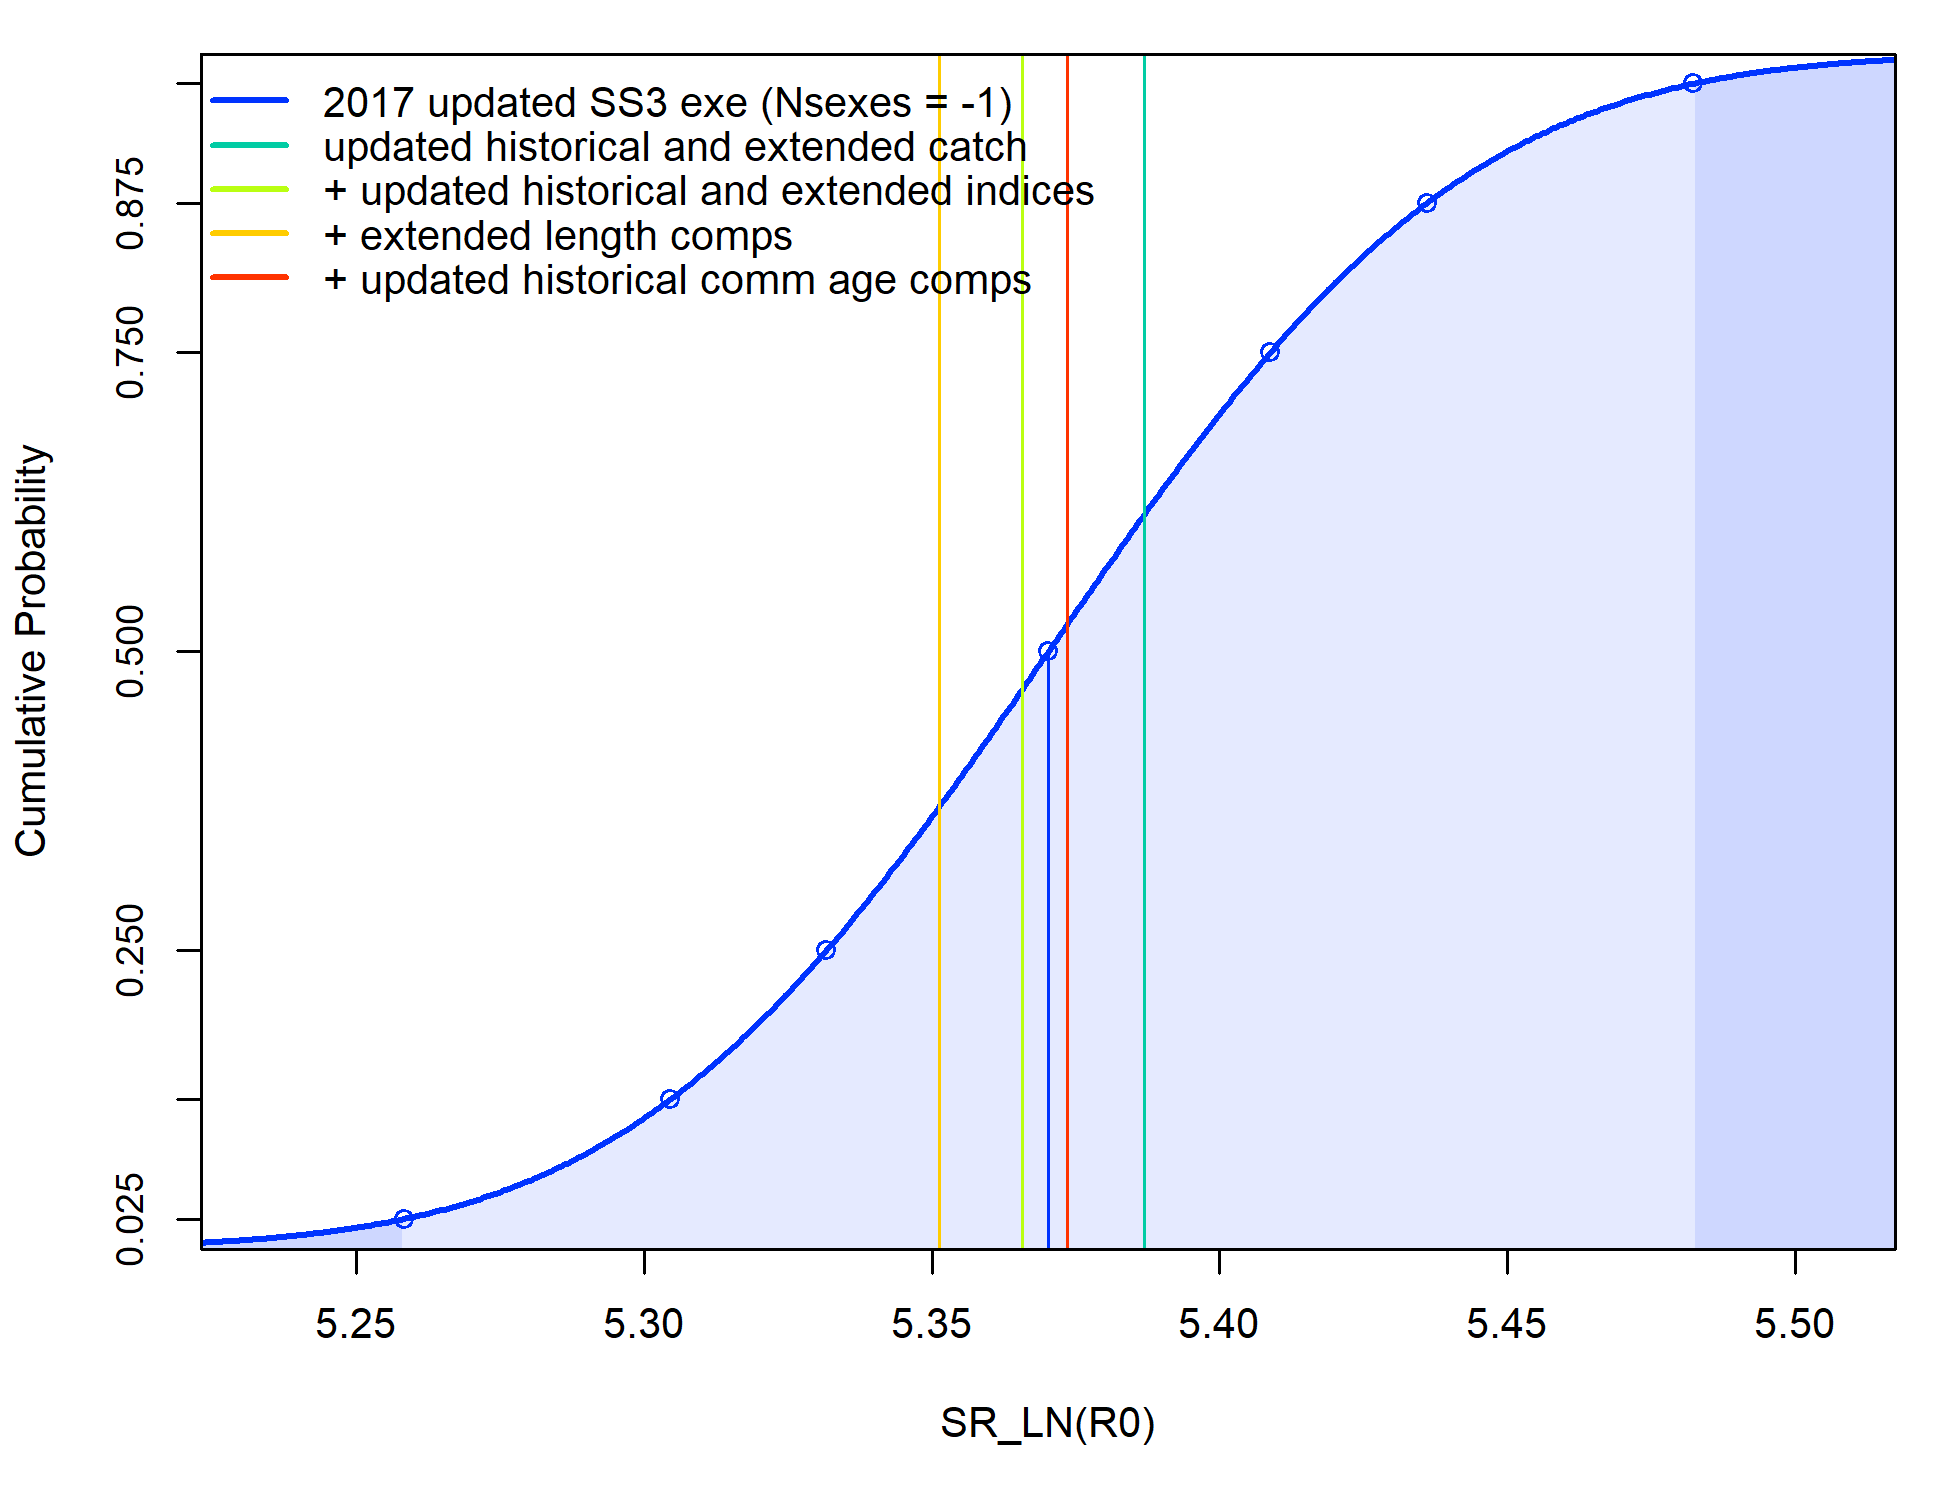 2017 updated SS3 exe (Nsexes = -1)
updated historical and extended catch
+ updated historical and extended indices
+ extended length comps
+ updated historical comm age comps
Cumulative Probability
0.875
0.750
0.500
0.250
0.025
5.25 5.30 5.35 5.40 5.45 5.50
SR_LN(R0)